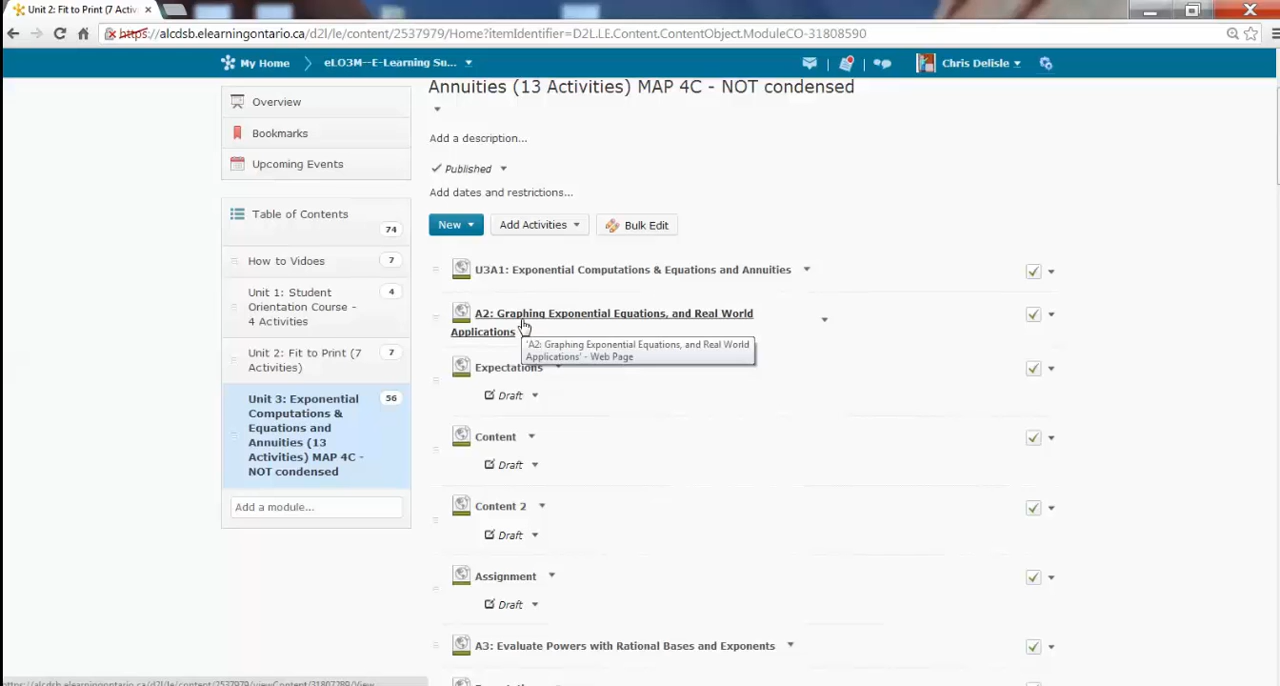 Unit 2: Fit to Print (7 Activ
https://alcdsb.elearningontario.ca/d2l/le/content/2537979/Home?itemIdentifier=D2L.LE.Content.ContentObject.ModuleCO-31808590
My Home
eLO3M--E-Learning Su...
Chris Delisle
Overview
Bookmarks
Upcoming Events
Table of Contents
74
How to Vidoes
7
Unit 1: Student
Orientation Course -
4 Activities
4
Unit 2: Fit to Print (7
Activities)
7
Unit 3: Exponential
Computations &
Equations and
Annuities (13
Activities) MAP 4C -
NOT condensed
56
Add a module...
Annuities (13 Activities) MAP 4C - NOT condensed
Add a description...
Published
Add dates and restrictions...
New
Add Activities
Bulk Edit
U3A1: Exponential Computations & Equations and Annuities
A2: Graphing Exponential Equations, and Real World
Applications
'A2: Graphing Exponential Equations, and Real World
Applications' - Web Page
Expectations
Draft
Content
Draft
Content 2
Draft
Assignment
Draft
A3: Evaluate Powers with Rational Bases and Exponents